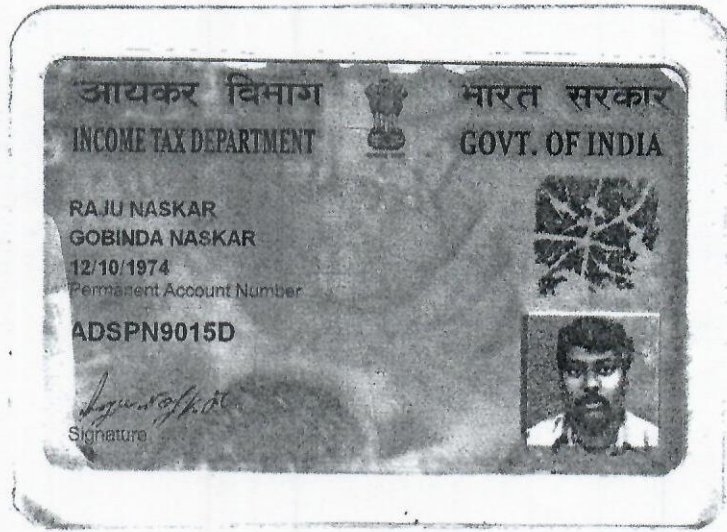 आयकर विभाग
भारत सरकार
INCOME TAX DEPARTMENT
GOVT. OF INDIA
RAJU NASKAR
GOBINDA NASKAR
12/10/1974
Permanent Account Number
ADSPN9015D
Signature